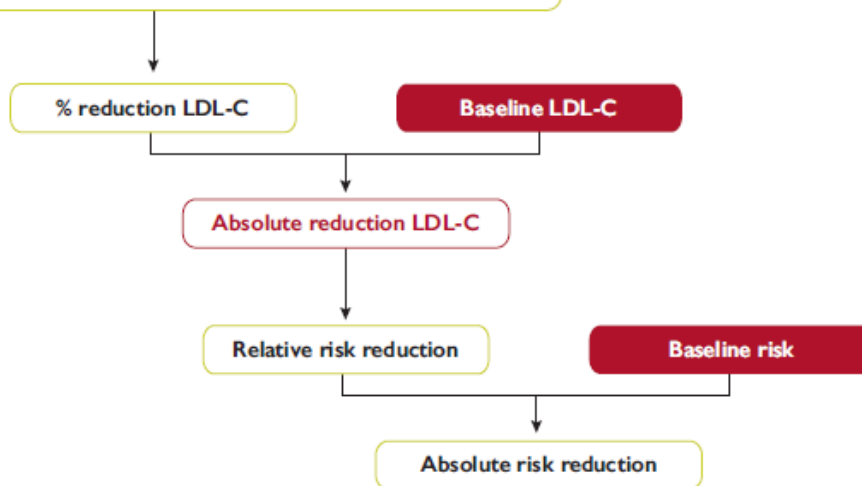 % reduction LDL-C
Baseline LDL-C
Absolute reduction LDL-C
Relative risk reduction
Baseline risk
Absolute risk reduction